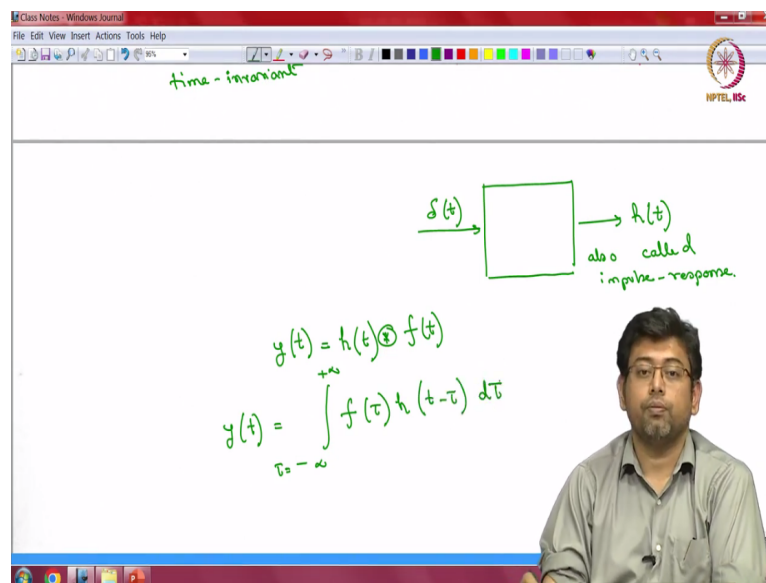 Class Notes - Windows Journal
File Edit View Insert Actions Tools Help
96%
B I
NPTEL, IISc
time-invariant
δ(t)
h(t)
also called
impulse-response.
y(t) = h(t) ⊛ f(t)
+∞
y(t) = ∫ f(τ) h (t-τ) dτ
τ=-∞